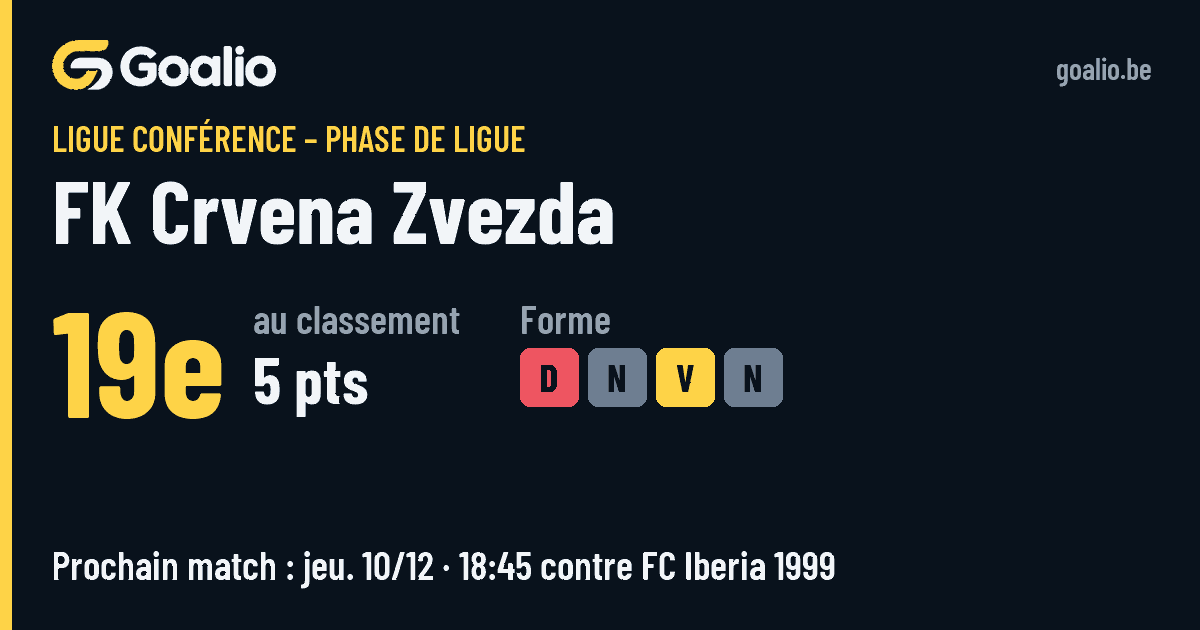 Goalio
goalio.be
LIGUE CONFÉRENCE – PHASE DE LIGUE
FK Crvena Zvezda
19e
au classement
5 pts
Forme
D N V N
Prochain match : jeu. 10/12 · 18:45 contre FC Iberia 1999